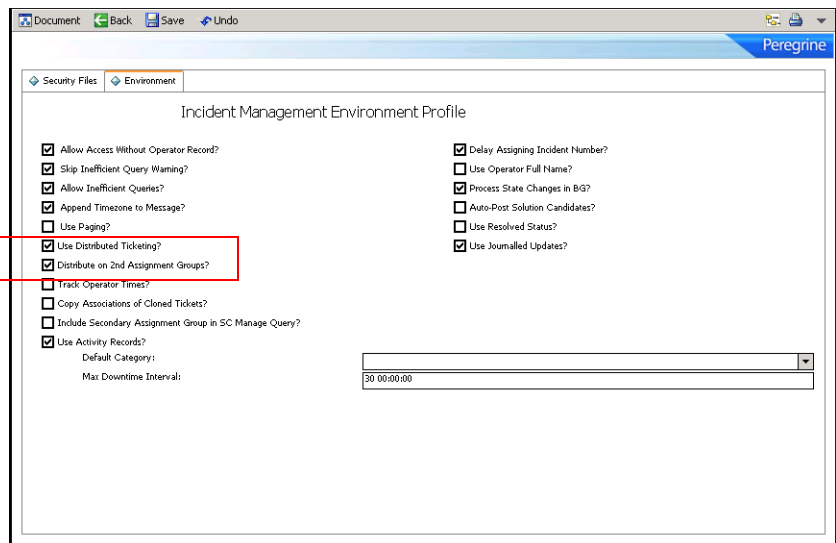 Document Back Save Undo
Peregrine
Security Files Environment
Incident Management Environment Profile
Allow Access Without Operator Record?
Skip Inefficient Query Warning?
Allow Inefficient Queries?
Append Timezone to Message?
Use Paging?
Use Distributed Ticketing?
Distribute on 2nd Assignment Groups?
Track Operator Times?
Copy Associations of Cloned Tickets?
Include Secondary Assignment Group in SC Manage Query?
Use Activity Records?
Delay Assigning Incident Number?
Use Operator Full Name?
Process State Changes in BG?
Auto-Post Solution Candidates?
Use Resolved Status?
Use Journalled Updates?
Default Category:
Max Downtime Interval: 30 00:00:00